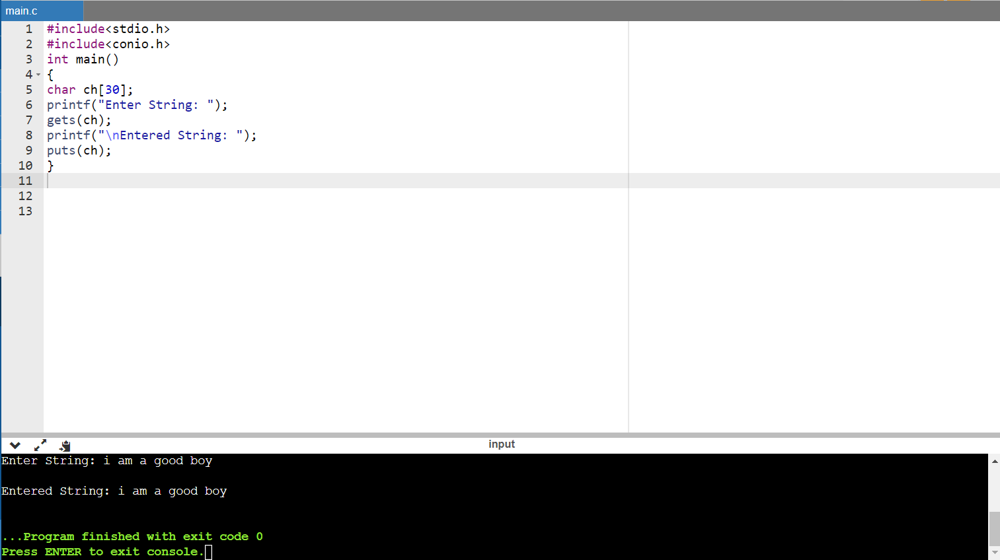 main.c
1 #include<stdio.h>
2 #include<conio.h>
3 int main()
4 {
5 char ch[30];
6 printf("Enter String: ");
7 gets(ch);
8 printf("\nEntered String: ");
9 puts(ch);
10 }
11
12
13
input
Enter String: i am a good boy
Entered String: i am a good boy
...Program finished with exit code 0
Press ENTER to exit console.